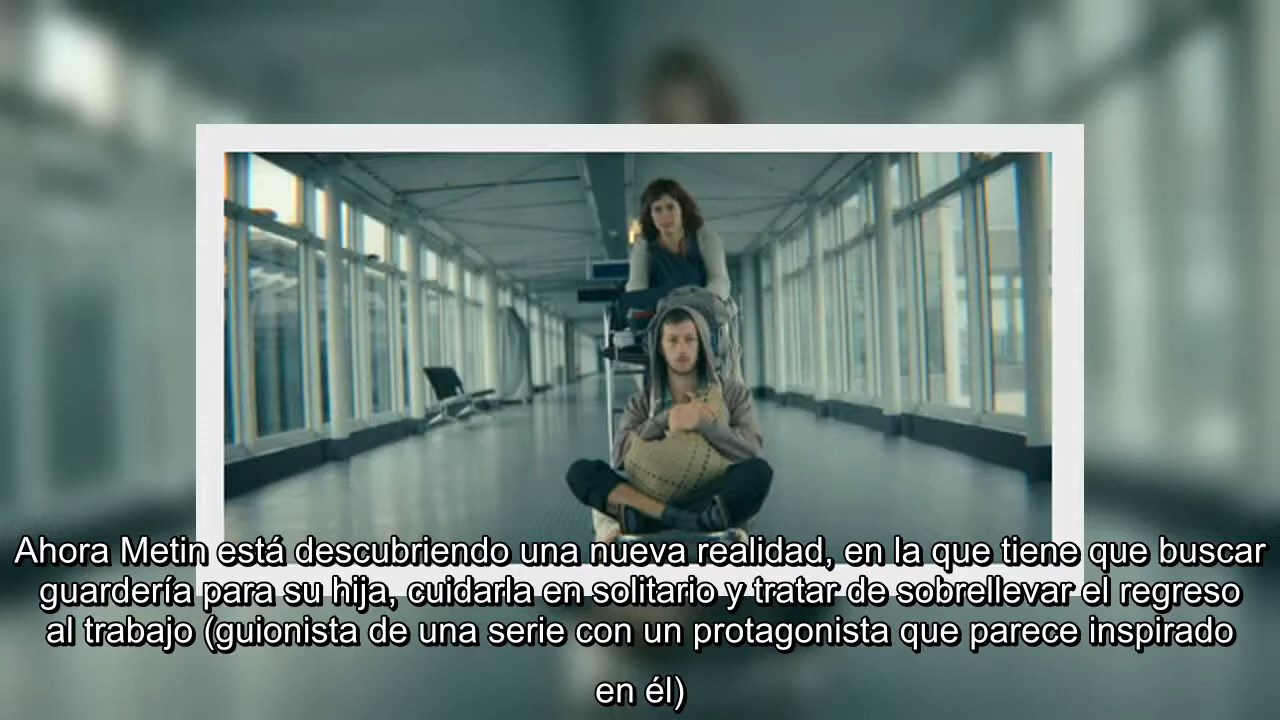 Ahora Metin está descubriendo una nueva realidad, en la que tiene que buscar
guardería para su hija, cuidarla en solitario y tratar de sobrellevar el regreso
al trabajo (guionista de una serie con un protagonista que parece inspirado
en él)